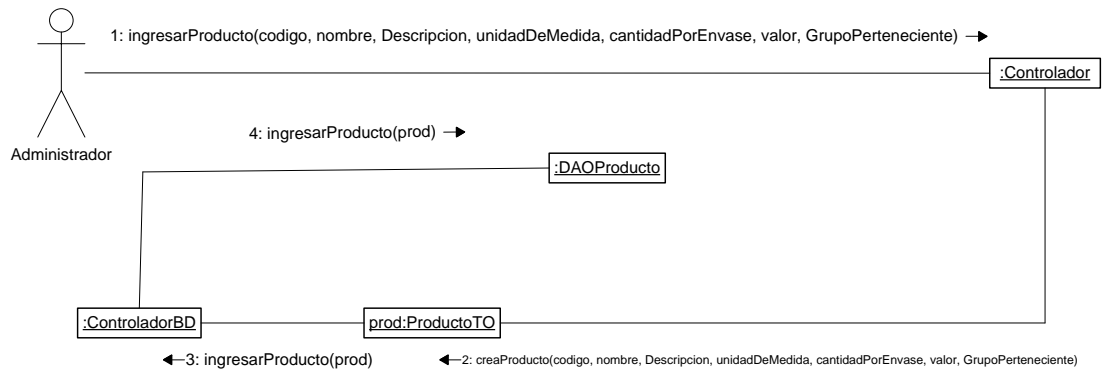 1: ingresarProducto(codigo, nombre, Descripcion, unidadDeMedida, cantidadPorEnvase, valor, GrupoPerteneciente)
:Controlador
Administrador
4: ingresarProducto(prod)
:DAOProducto
:ControladorBD
prod:ProductoTO
3: ingresarProducto(prod)
2: creaProducto(codigo, nombre, Descripcion, unidadDeMedida, cantidadPorEnvase, valor, GrupoPerteneciente)